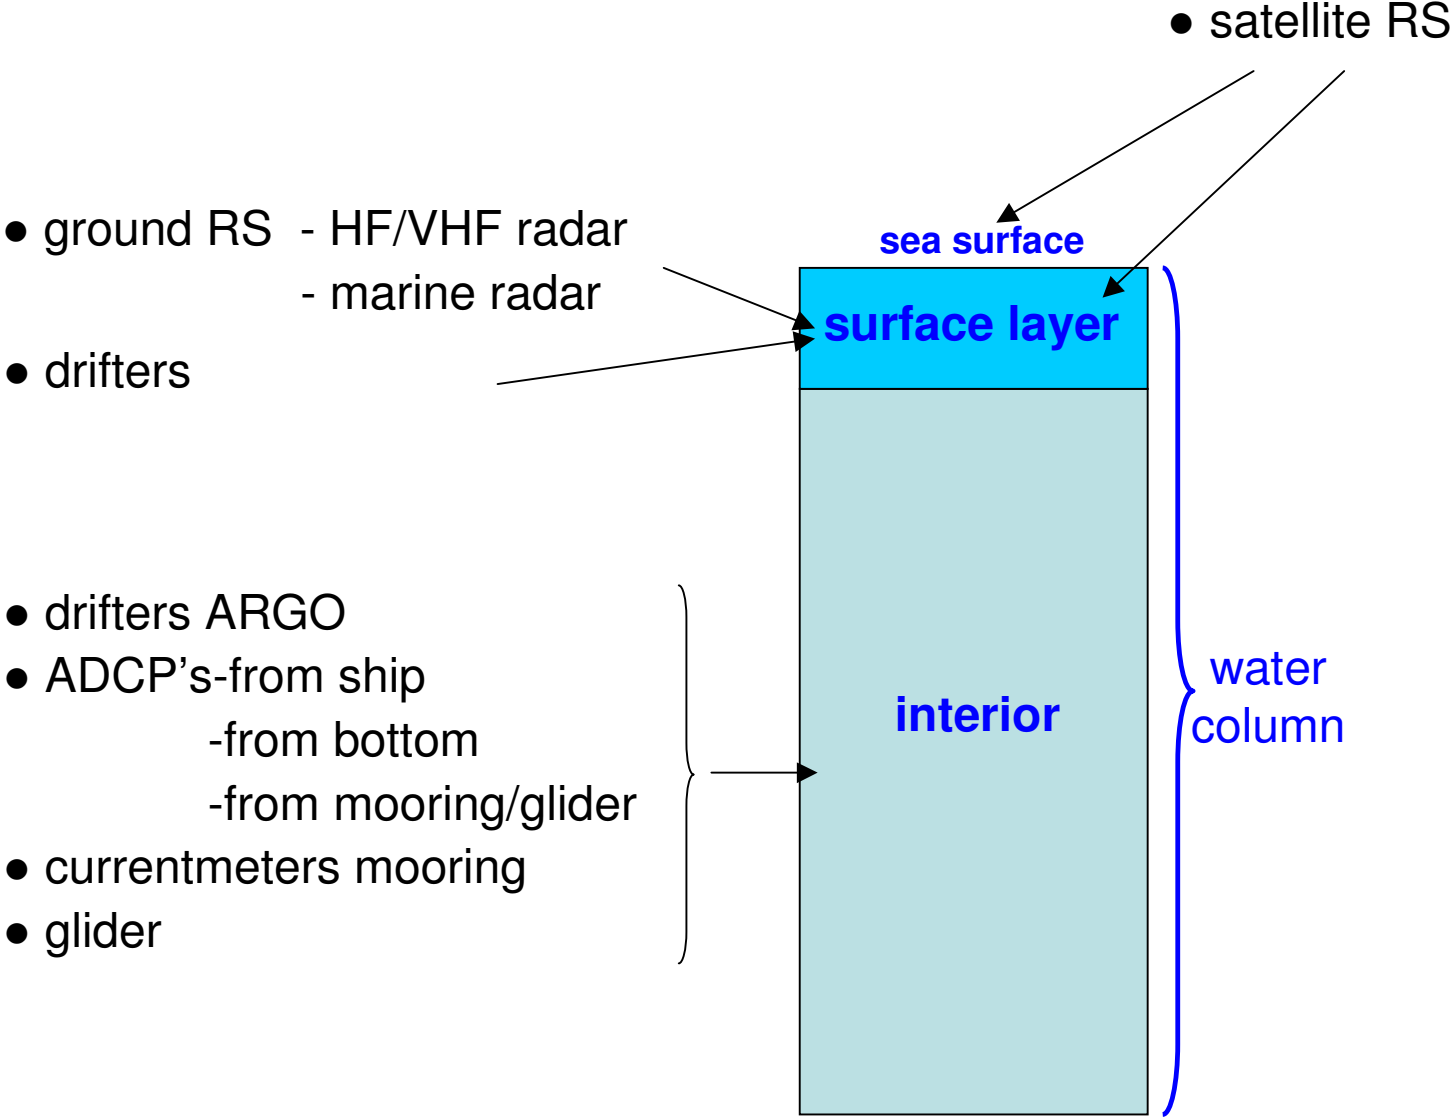 ● satellite RS
● ground RS - HF/VHF radar
- marine radar
● drifters
sea surface
surface layer
● drifters ARGO
● ADCP's-from ship
-from bottom
-from mooring/glider
● currentmeters mooring
● glider
interior
water
column